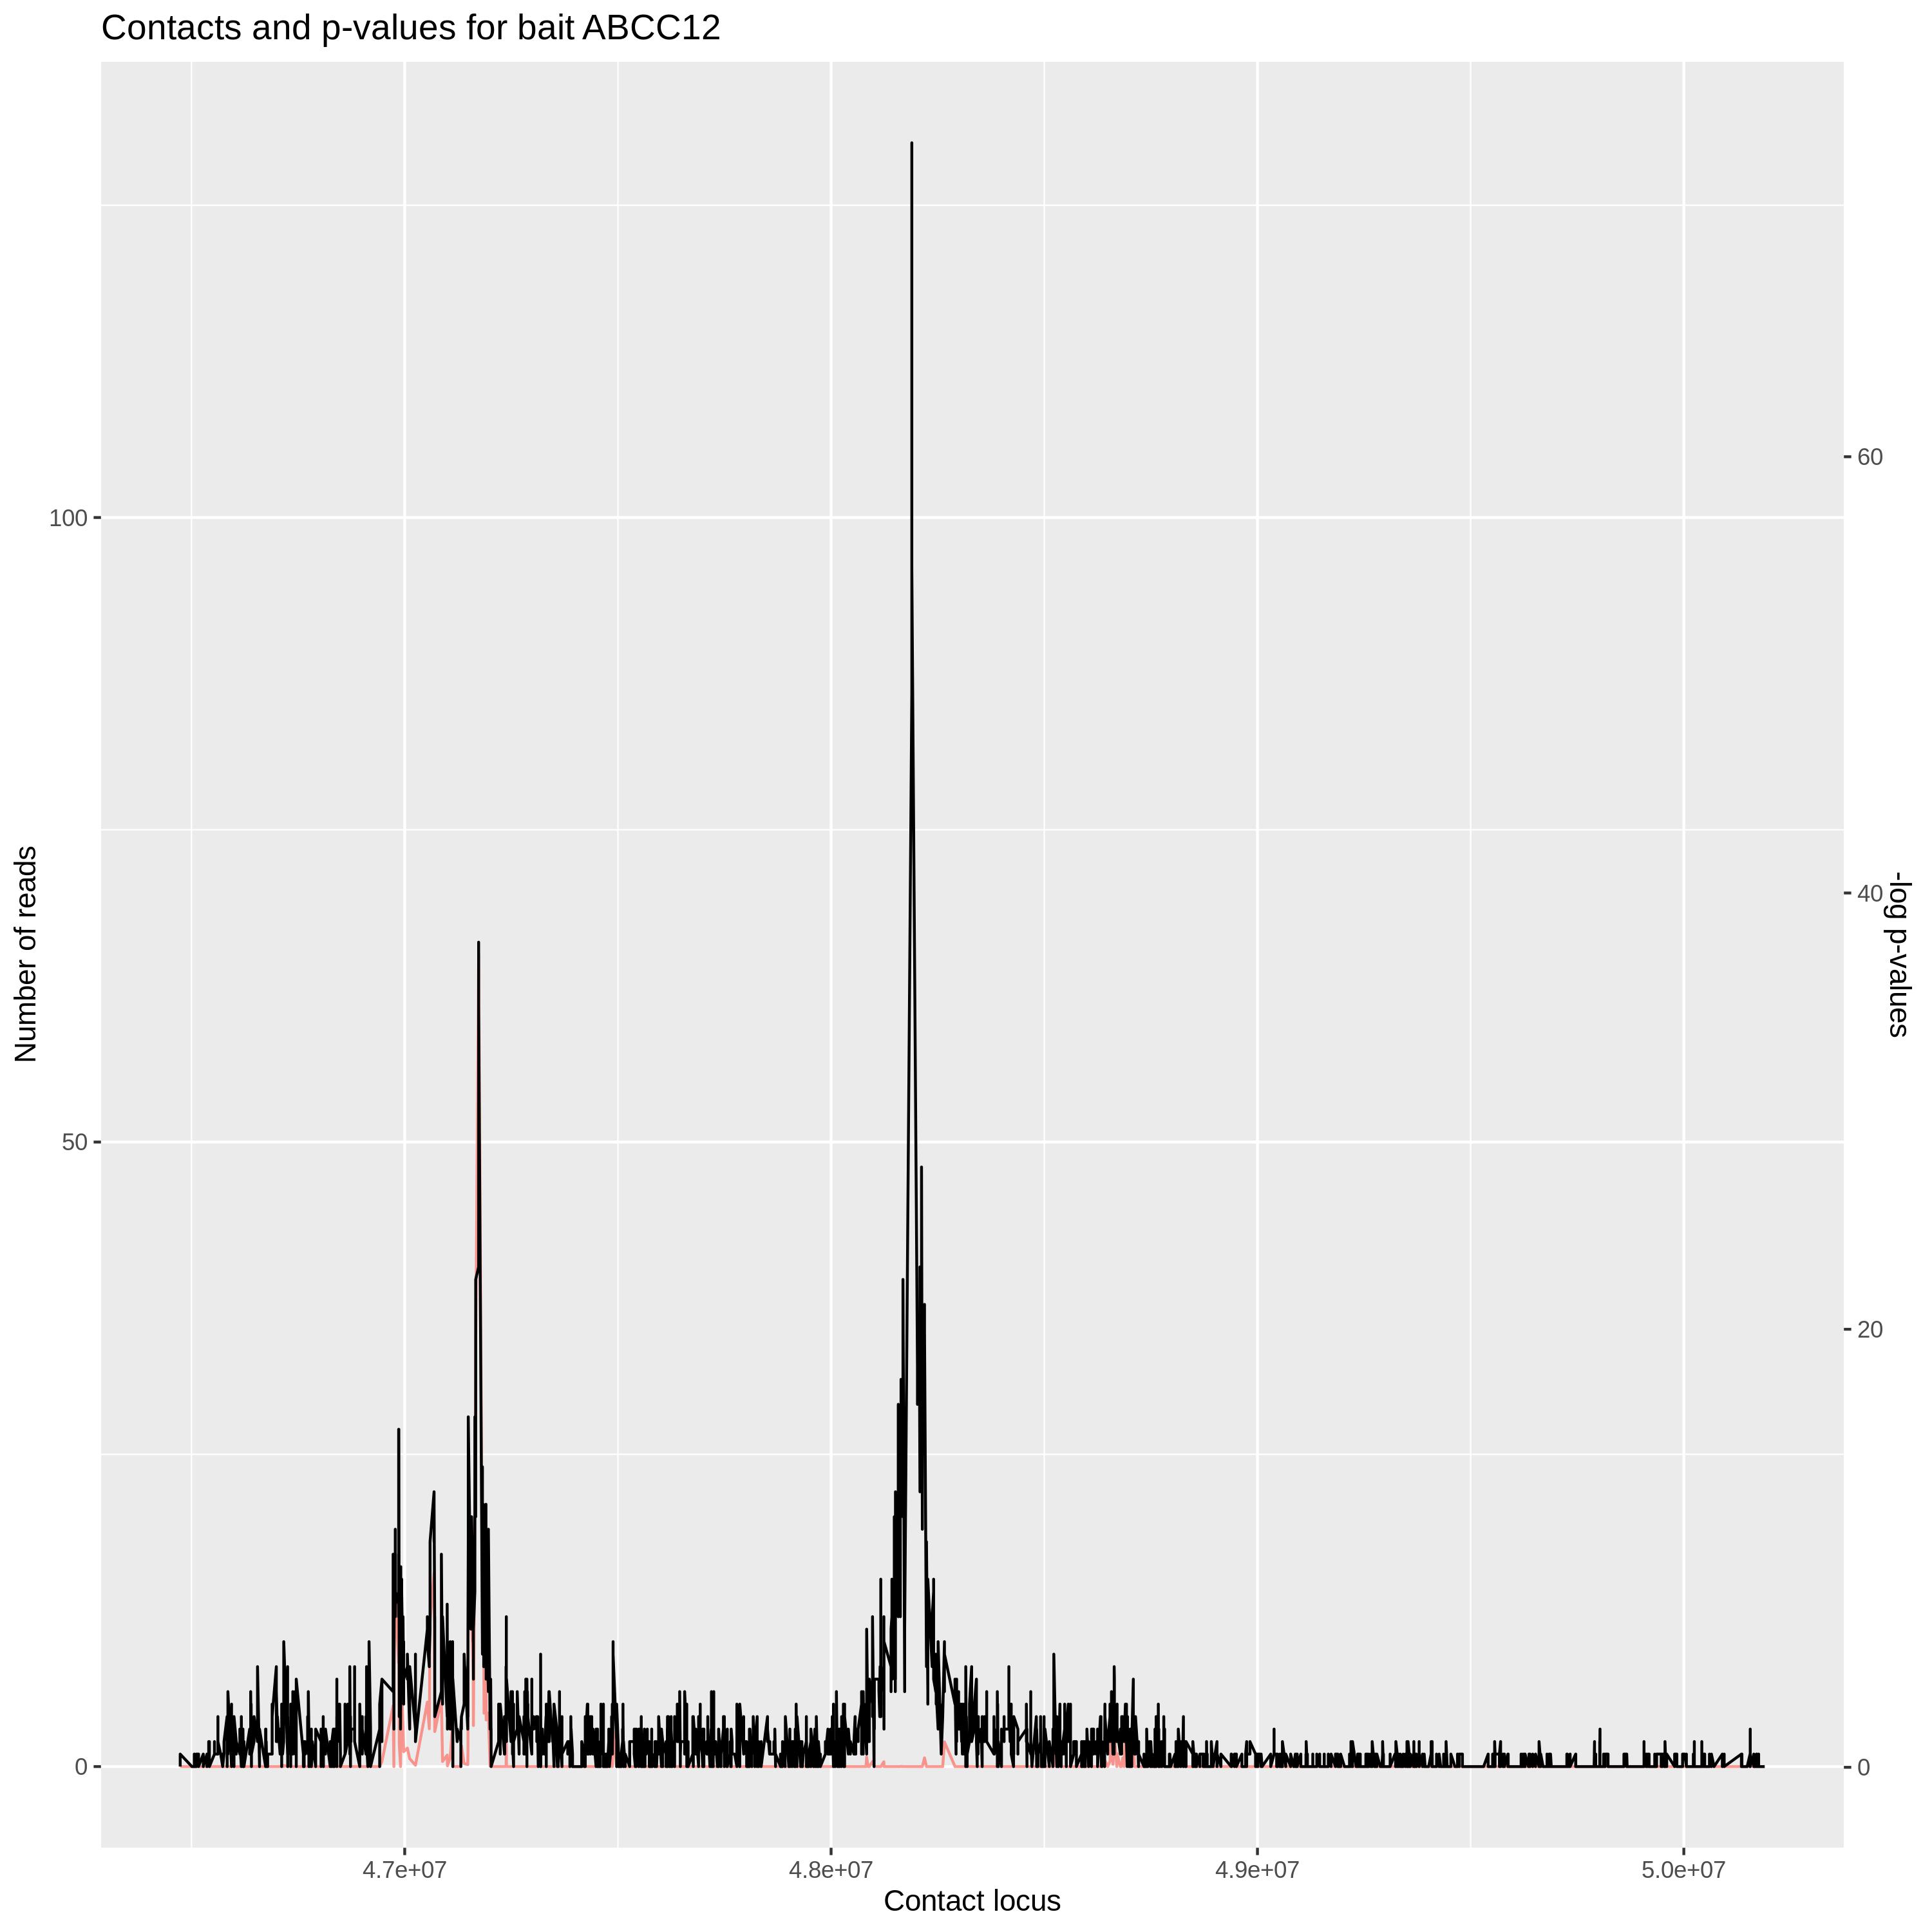 Contacts and p-values for bait ABCC12
100
50
0
Number of reads
60
40
20
0
-log p-values
4.7e+07
4.8e+07
4.9e+07
5.0e+07
Contact locus